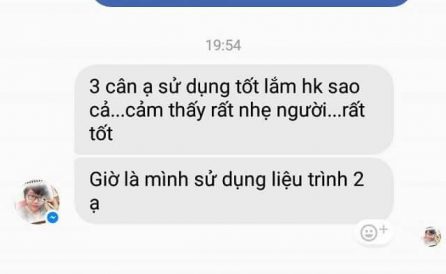 19:54
3 cân ạ sử dụng tốt lắm hk sao
cả...cảm thấy rất nhẹ người...rất
tốt
Giờ là mình sử dụng liệu trình 2
ạ